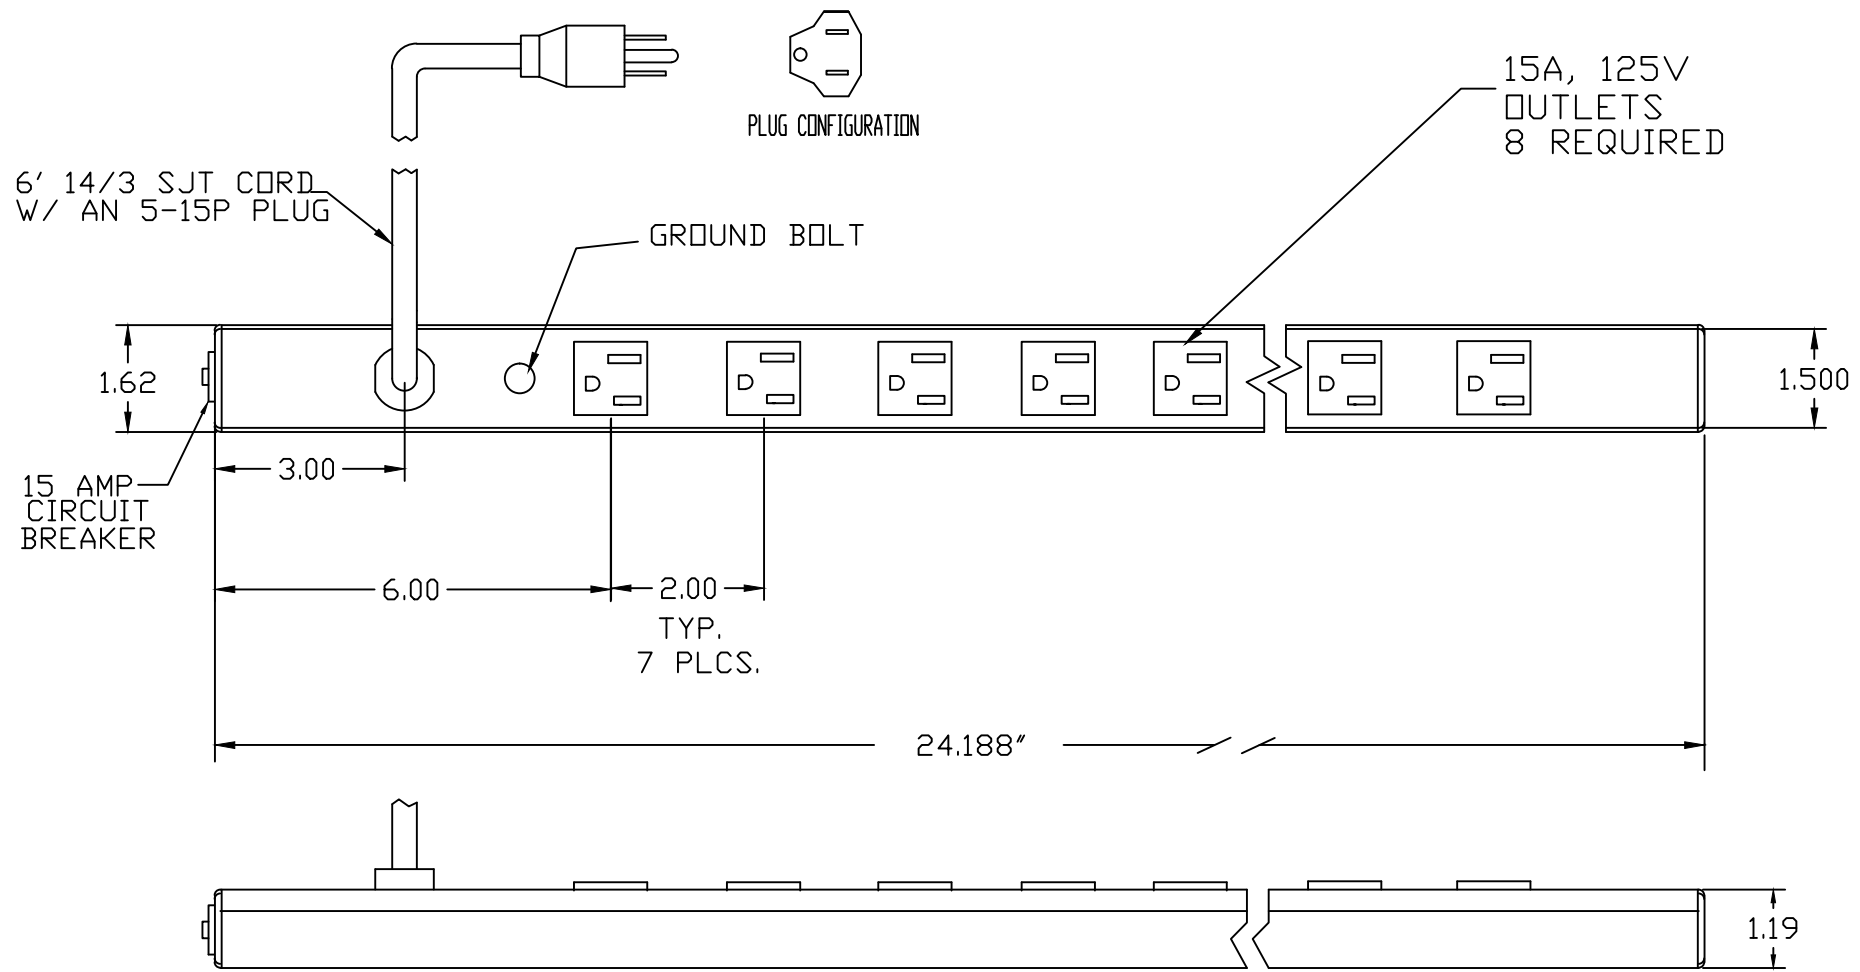 PLUG CONFIGURATION
15A, 125V
OUTLETS
8 REQUIRED
6' 14/3 SJT CORD
W/ AN 5-15P PLUG
GROUND BOLT
1.62
1.500
3.00
15 AMP
CIRCUIT
BREAKER
6.00
2.00
TYP.
7 PLCS.
24.188"
1.19